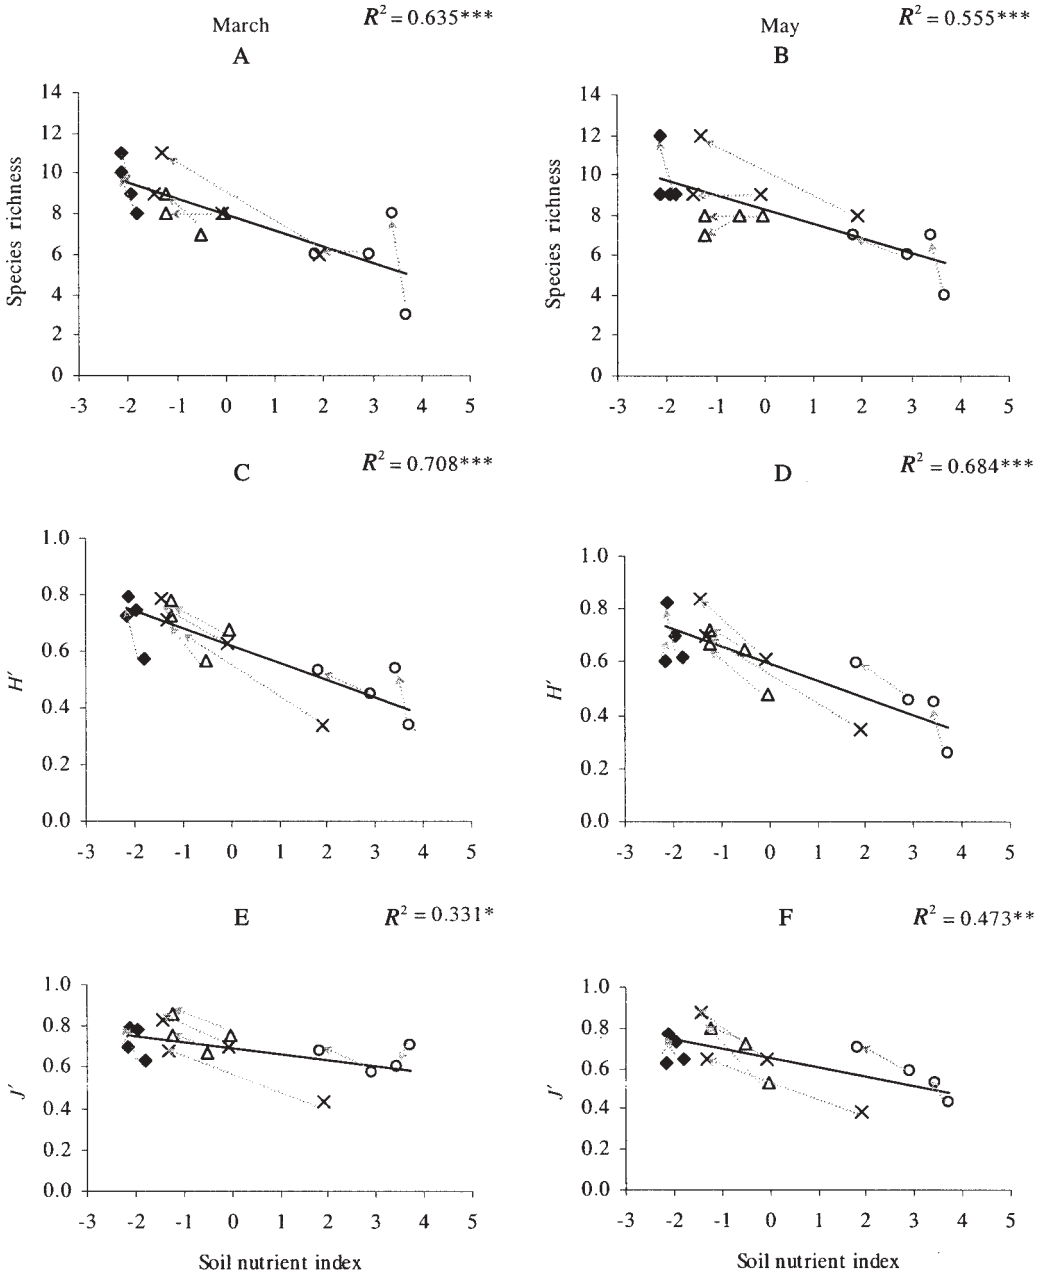 March
R² = 0.635***
May
R² = 0.555***
A
B
Species richness
14
12
10
8
6
4
2
0
-3 -2 -1 0 1 2 3 4 5
Species richness
14
12
10
8
6
4
2
0
-3 -2 -1 0 1 2 3 4 5
C
R² = 0.708***
D
R² = 0.684***
H′
1.0
0.8
0.6
0.4
0.2
0.0
-3 -2 -1 0 1 2 3 4 5
H′
1.0
0.8
0.6
0.4
0.2
0.0
-3 -2 -1 0 1 2 3 4 5
E
R² = 0.331*
F
R² = 0.473**
J′
1.0
0.8
0.6
0.4
0.2
0.0
-3 -2 -1 0 1 2 3 4 5
Soil nutrient index
J′
1.0
0.8
0.6
0.4
0.2
0.0
-3 -2 -1 0 1 2 3 4 5
Soil nutrient index